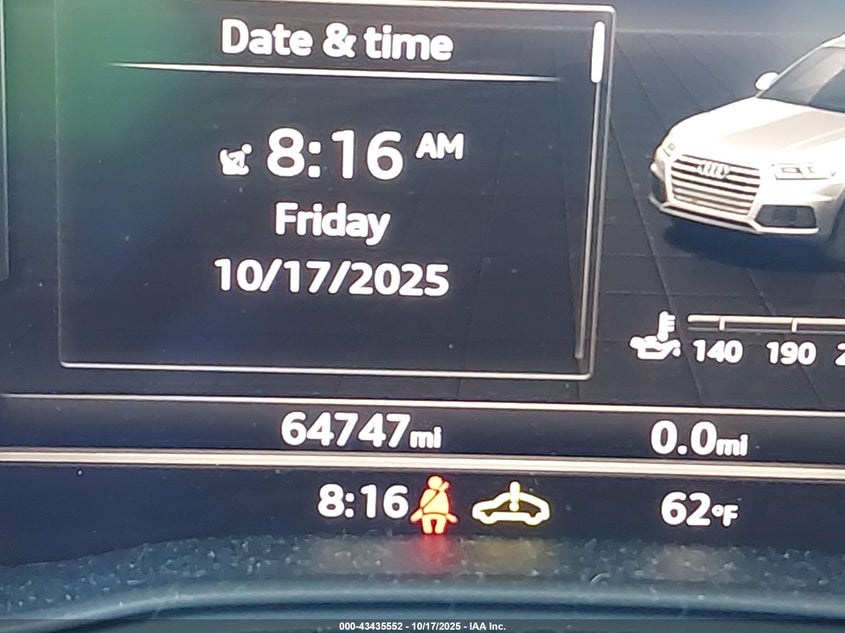 Date & time
8:16 AM
Friday
10/17/2025
140 190
64747mi 0.0mi
8:16 62°F
000-43435552 - 10/17/2025 - IAA Inc.